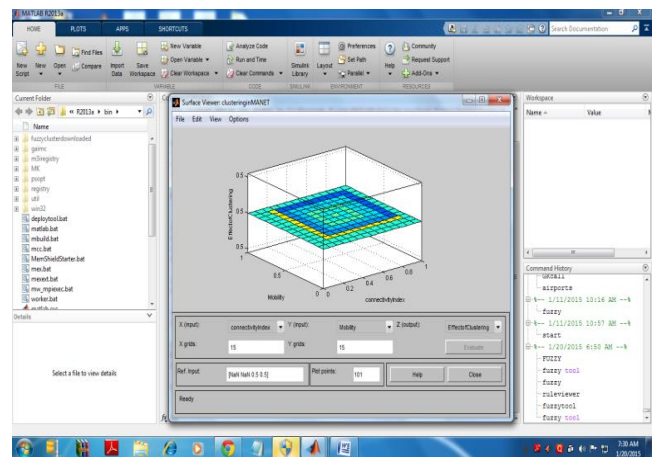 MATLAB R2013a
HOME PLOTS APPS SHORTCUTS
Search Documentation
New Script
New
Open
Find Files
Compare
Import Data
Save Workspace
New Variable
Open Variable
Clear Workspace
Analyze Code
Run and Time
Clear Commands
Simulink Library
Layout
Preferences
Set Path
Parallel
Help
Community
Request Support
Add-Ons
FILE VARIABLE CODE SIMULINK ENVIRONMENT RESOURCES
Current Folder
« R2013a ▸ bin ▸
Name
fuzzyclusterdownloaded
gaimc
m3iregistry
MK
psopt
registry
util
win32
deploytool.bat
matlab.bat
mbuild.bat
mcc.bat
MemShieldStarter.bat
mex.bat
mexext.bat
mw_mpiexec.bat
worker.bat
Details
Select a file to view details
Surface Viewer: clusteringinMANET
File Edit View Options
0.5
0.5
0.5
EffectofClustering
1
0.5
0
Mobility
0 0.2 0.4 0.6 0.8 1
connectivityIndex
X (input): connectivityIndex Y (input): Mobility Z (output): EffectofClustering
X grids: 15 Y grids: 15 Evaluate
Ref. Input: [NaN NaN 0.5 0.5] Plot points: 101 Help Close
Ready
Workspace
Name Value
Command History
airports
%-- 1/11/2015 10:16 AM --%
fuzzy
%-- 1/11/2015 10:57 AM --%
start
%-- 1/20/2015 6:50 AM --%
FUZZY
fuzzy tool
fuzzy
ruleviewer
fuzzytool
fuzzy tool
7:30 AM
1/20/2015